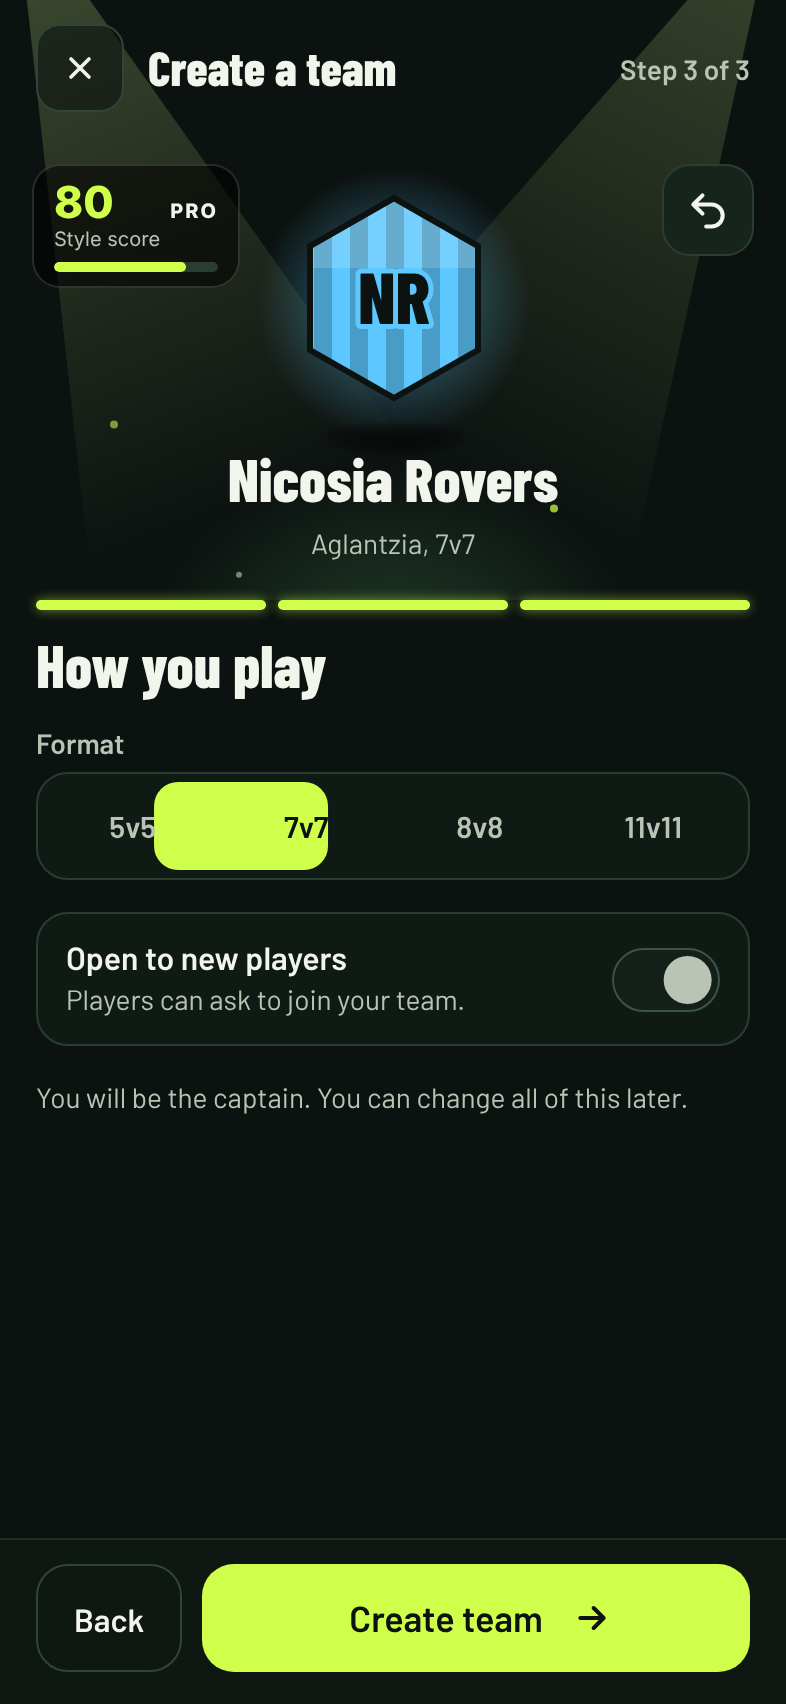 Create a team
Step 3 of 3
80 PRO
Style score
NR
Nicosia Rovers
Aglantzia, 7v7
How you play
Format
5v5 7v7 8v8 11v11
Open to new players
Players can ask to join your team.
You will be the captain. You can change all of this later.
Back
Create team